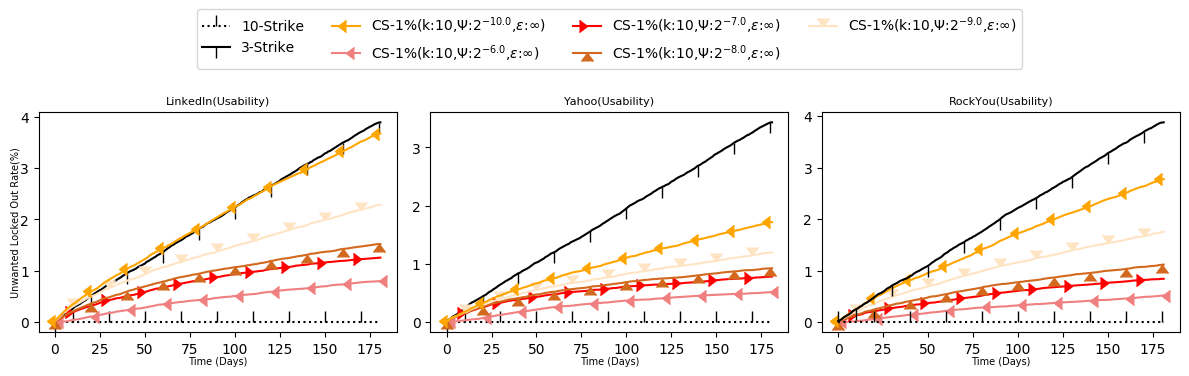 10-Strike
3-Strike
CS-1%(k:10,Ψ:2^-10.0,ε:∞)
CS-1%(k:10,Ψ:2^-6.0,ε:∞)
CS-1%(k:10,Ψ:2^-7.0,ε:∞)
CS-1%(k:10,Ψ:2^-8.0,ε:∞)
CS-1%(k:10,Ψ:2^-9.0,ε:∞)
LinkedIn(Usability)
Unwanted Locked Out Rate(%)
4
3
2
1
0
0 25 50 75 100 125 150 175
Time (Days)
Yahoo(Usability)
3
2
1
0
0 25 50 75 100 125 150 175
Time (Days)
RockYou(Usability)
4
3
2
1
0
0 25 50 75 100 125 150 175
Time (Days)